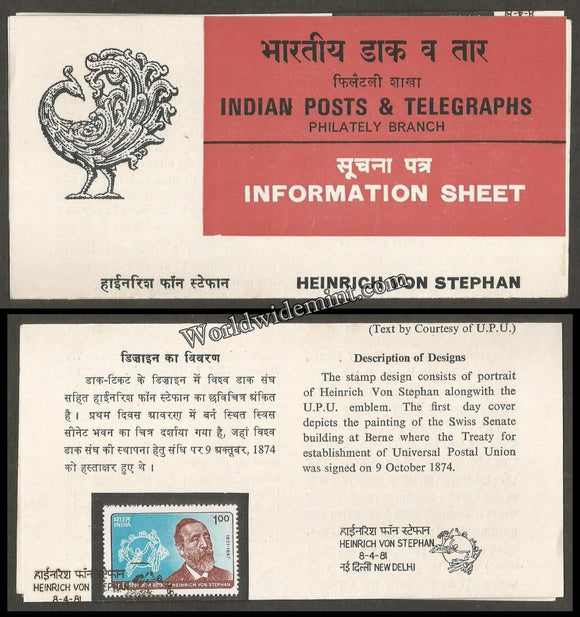 भारतीय डाक व तार
फिलैटली शाखा
INDIAN POSTS & TELEGRAPHS
PHILATELY BRANCH
सूचना पत्र
INFORMATION SHEET
हाईनरिश फॉन स्टेफान
HEINRICH VON STEPHAN
Worldwidemint.com
(Text by Courtesy of U.P.U.)
डिज़ाइन का विवरण
डाक-टिकट के डिज़ाइन में विश्व डाक संघ
सहित हाईनरिश फॉन स्टेफान का छविचित्र अंकित
है। प्रथम दिवस आवरण में बर्न स्थित स्विस
सीनेट भवन का चित्र दर्शाया गया है, जहां विश्व
डाक संघ की स्थापना हेतु संधि पर 9 अक्तूबर, 1874
को हस्ताक्षर हुए थे।
Description of Designs
The stamp design consists of portrait
of Heinrich Von Stephan alongwith the
U.P.U. emblem. The first day cover
depicts the painting of the Swiss Senate
building at Berne where the Treaty for
establishment of Universal Postal Union
was signed on 9 October 1874.
भारत
INDIA
1.00
1831-1897
HEINRICH VON STEPHAN
हाईनरिश फॉन स्टेफान
HEINRICH VON STEPHAN
8-4-81
हाईनरिश फॉन स्टेफान
HEINRICH VON STEPHAN
8-4-81
नई दिल्ली NEW DELHI